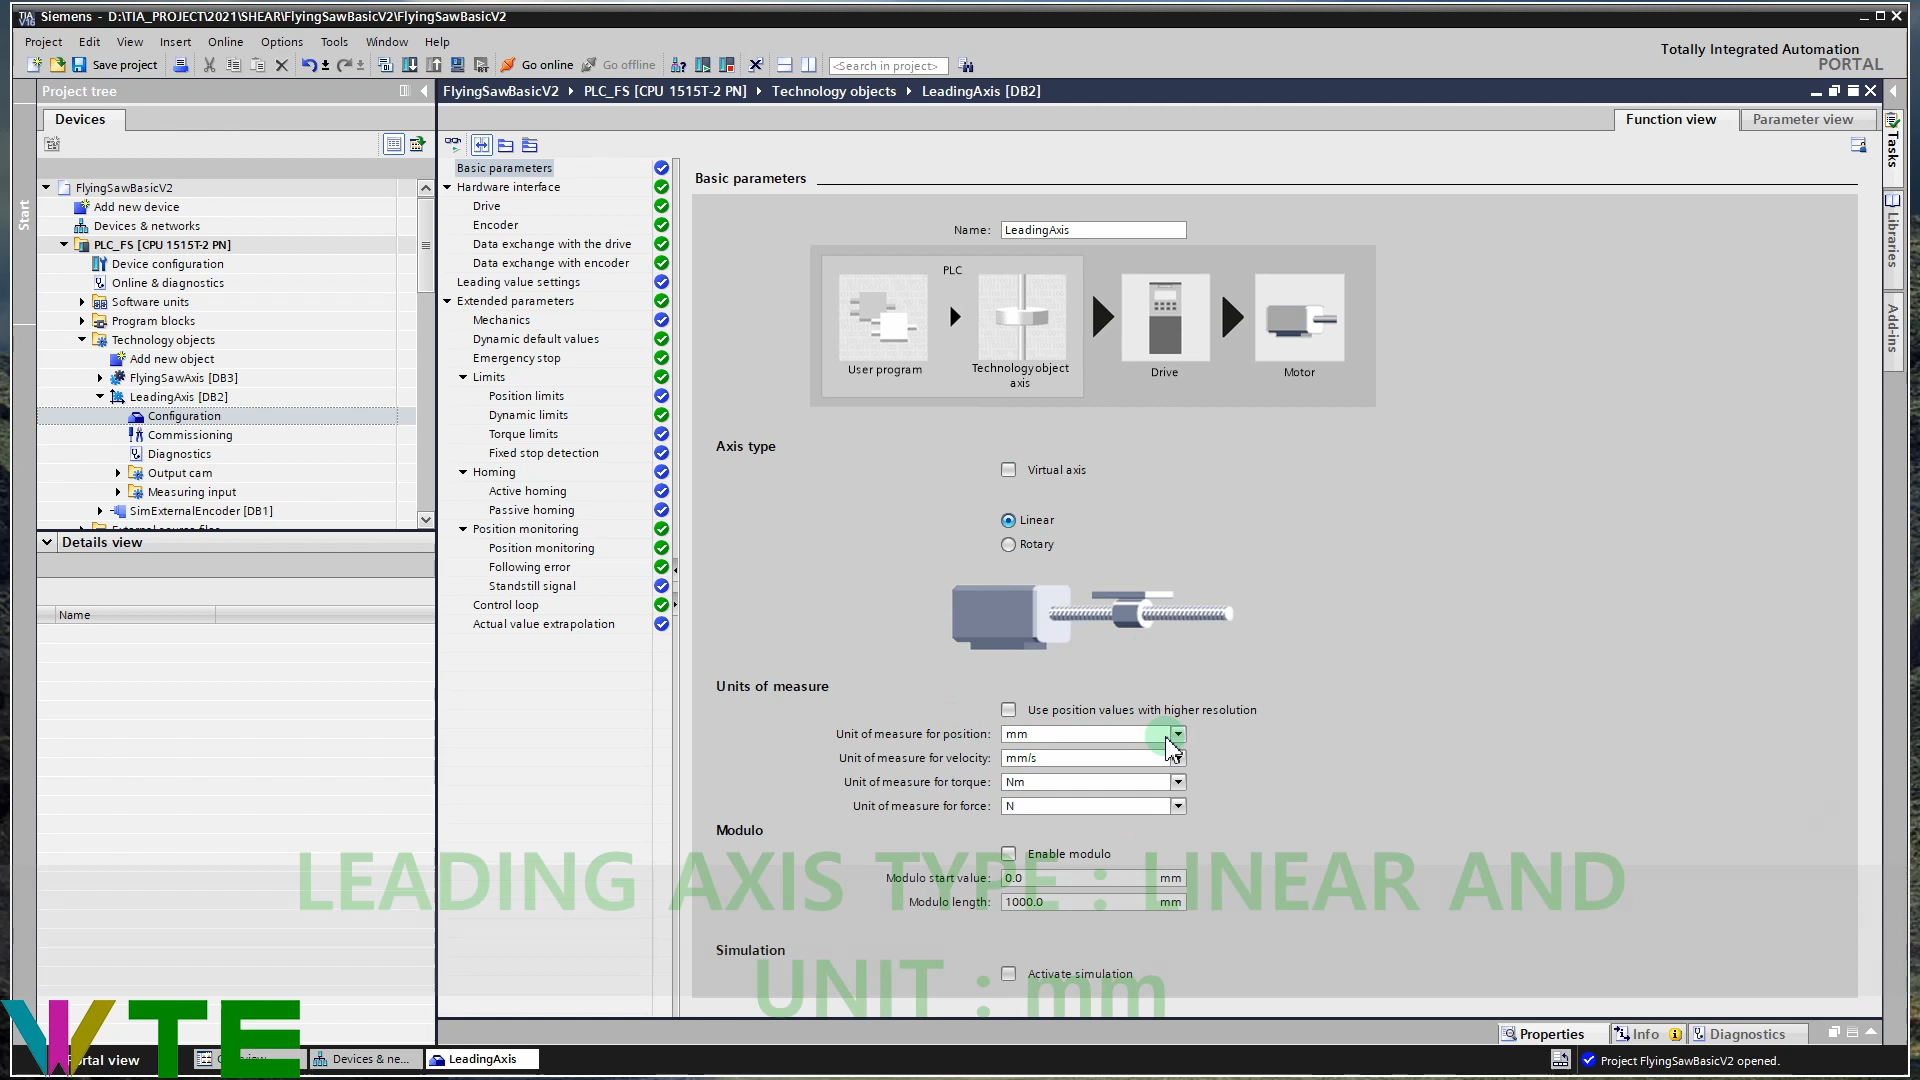 Siemens - D:\TIA_PROJECT\2021\SHEAR\FlyingSawBasicV2\FlyingSawBasicV2
Project Edit View Insert Online Options Tools Window Help
Save project
Go online
Go offline
<Search in project>
Totally Integrated Automation
PORTAL
Project tree
FlyingSawBasicV2 PLC_FS [CPU 1515T-2 PN] Technology objects LeadingAxis [DB2]
Devices
Function view
Parameter view
Start
FlyingSawBasicV2
Add new device
Devices & networks
PLC_FS [CPU 1515T-2 PN]
Device configuration
Online & diagnostics
Software units
Program blocks
Technology objects
Add new object
FlyingSawAxis [DB3]
LeadingAxis [DB2]
Configuration
Commissioning
Diagnostics
Output cam
Measuring input
SimExternalEncoder [DB1]
Details view
Name
Basic parameters
Hardware interface
Drive
Encoder
Data exchange with the drive
Data exchange with encoder
Leading value settings
Extended parameters
Mechanics
Dynamic default values
Emergency stop
Limits
Position limits
Dynamic limits
Torque limits
Fixed stop detection
Homing
Active homing
Passive homing
Position monitoring
Position monitoring
Following error
Standstill signal
Control loop
Actual value extrapolation
Basic parameters
Name: LeadingAxis
PLC
User program
Technology object
axis
Drive
Motor
Axis type
Virtual axis
Linear
Rotary
Units of measure
Use position values with higher resolution
Unit of measure for position: mm
Unit of measure for velocity: mm/s
Unit of measure for torque: Nm
Unit of measure for force: N
Modulo
Enable modulo
Modulo start value: 0.0 mm
Modulo length: 1000.0 mm
Simulation
Activate simulation
LEADING AXIS TYPE : LINEAR AND
UNIT : mm
Tasks
Libraries
Add-ins
Properties
Info
Diagnostics
VTE
Portal view
Devices & ne...
LeadingAxis
Project FlyingSawBasicV2 opened.